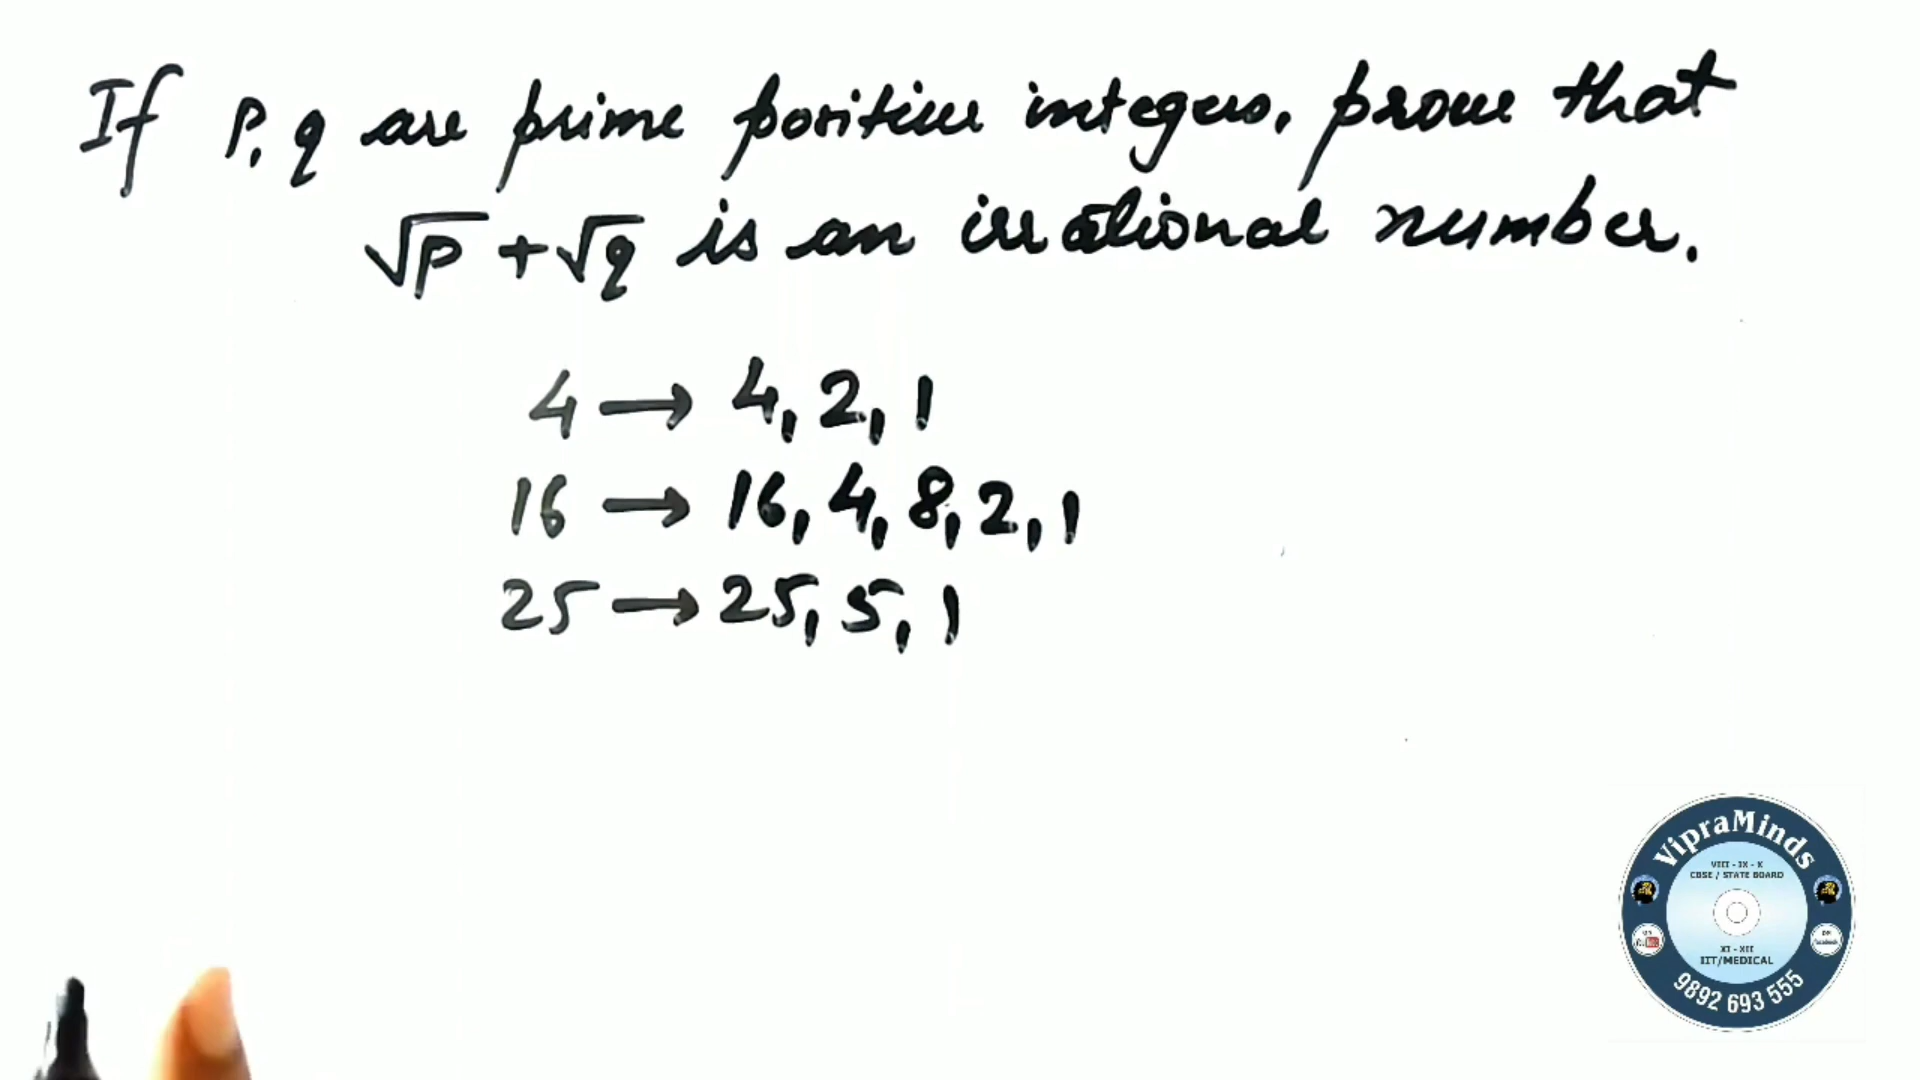 If p, q are prime positive integers, prove that
√p + √q is an irrational number.
4 → 4, 2, 1
16 → 16, 4, 8, 2, 1
25 → 25, 5, 1
VipraMinds
VIII - IX - X
CBSE / STATE BOARD
XI - XII
IIT/MEDICAL
9892 693 555